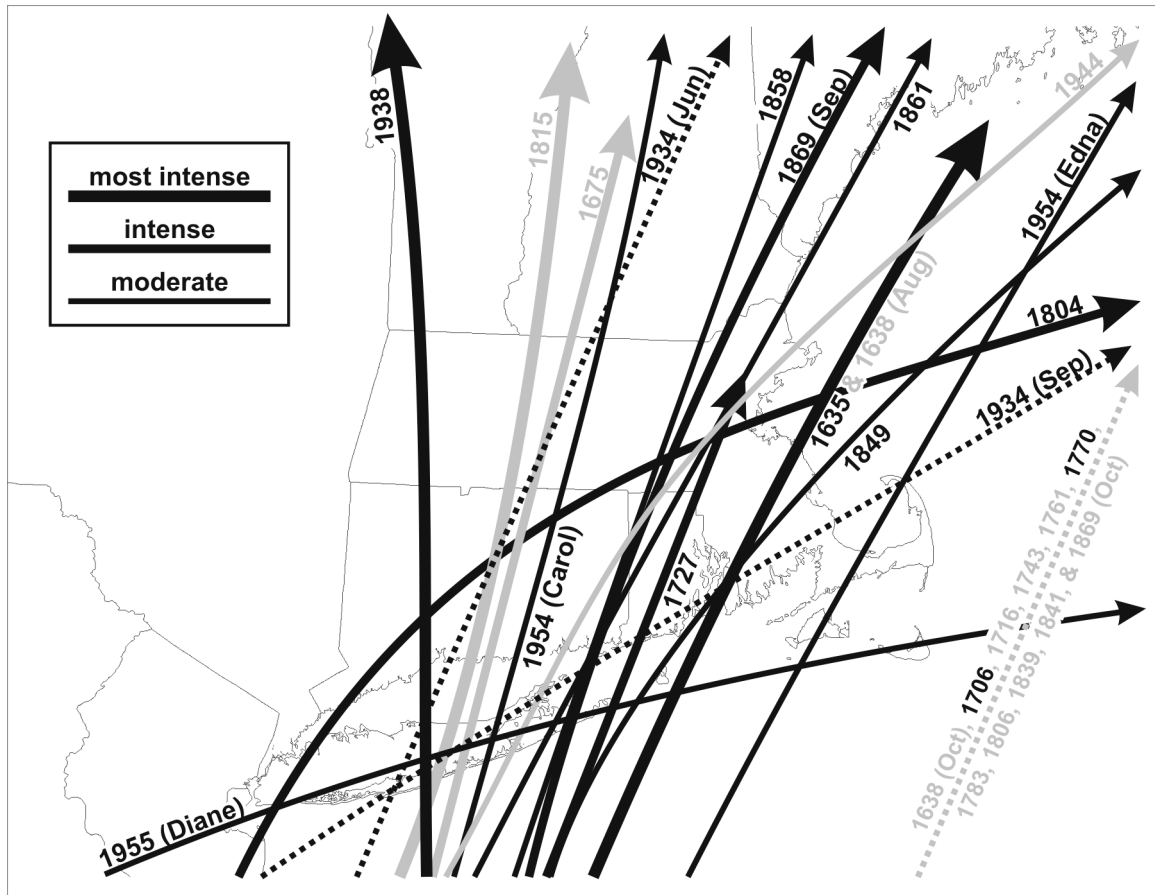 most intense
intense
moderate
1938
1815
1675
1934 (Jun)
1858
1869 (Sep)
1861
1944
1954 (Edna)
1635 & 1638 (Aug)
1804
1934 (Sep)
1849
1727
1954 (Carol)
1955 (Diane)
1638 (Oct), 1706, 1716, 1743, 1761, 1770,
1783, 1806, 1839, 1841, & 1869 (Oct)